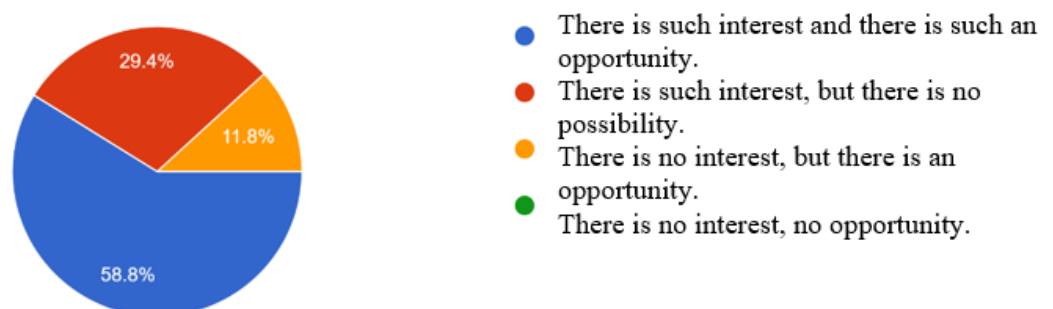 29.4%
11.8%
58.8%
There is such interest and there is such an
opportunity.
There is such interest, but there is no
possibility.
There is no interest, but there is an
opportunity.
There is no interest, no opportunity.